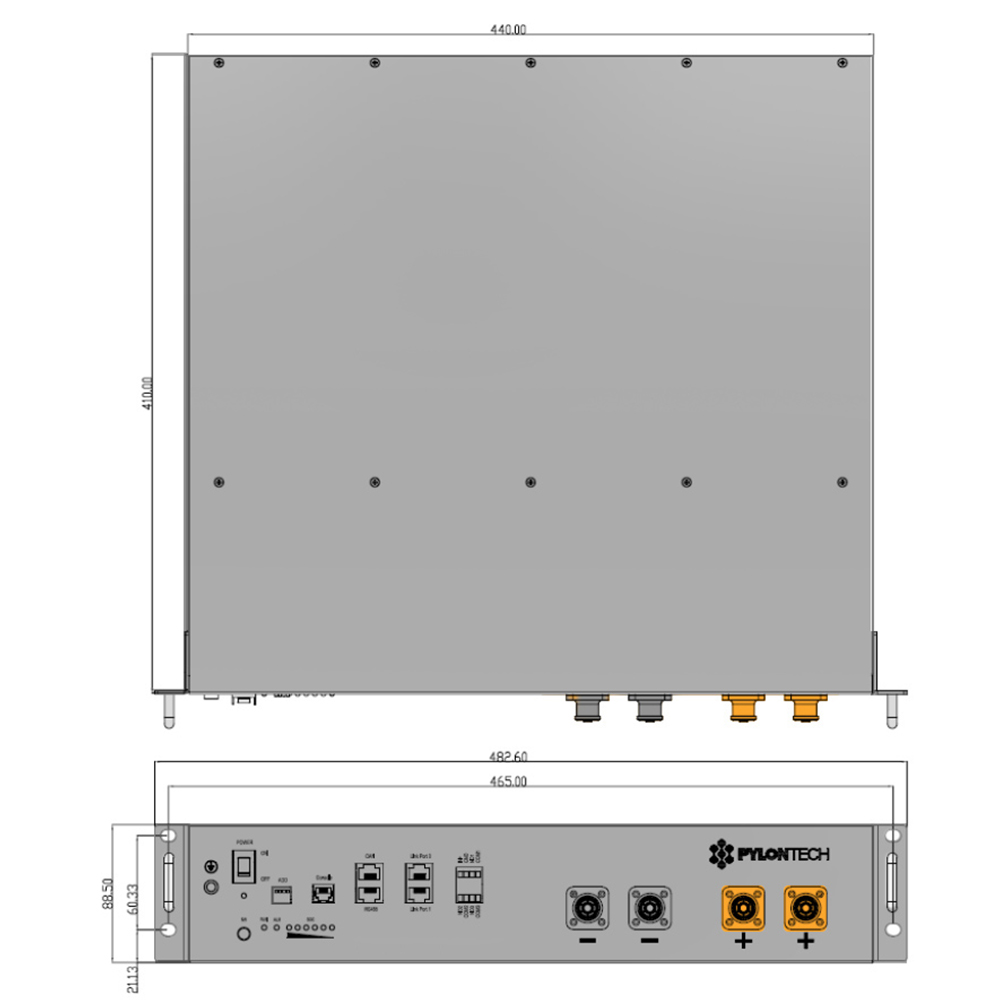 440.00
410.00
482.60
465.00
88.50
60.33
21.13
POWER
ON
OFF
ADD
Console
CAN
RS485
Link Port 0
Link Port 1
SW
RUN
ALM
SOC
PYLONTECH
- - + +